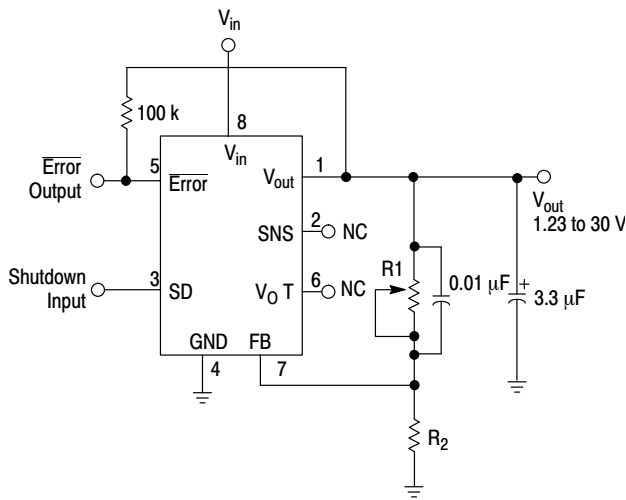 Vin
100 k
8
Vin
5
Error
Error
Output
Vout
1
Vout
1.23 to 30 V
SNS
2
NC
Shutdown
Input
3
SD
VO T
6
NC
R1
0.01 µF
+
3.3 µF
GND
4
FB
7
R2